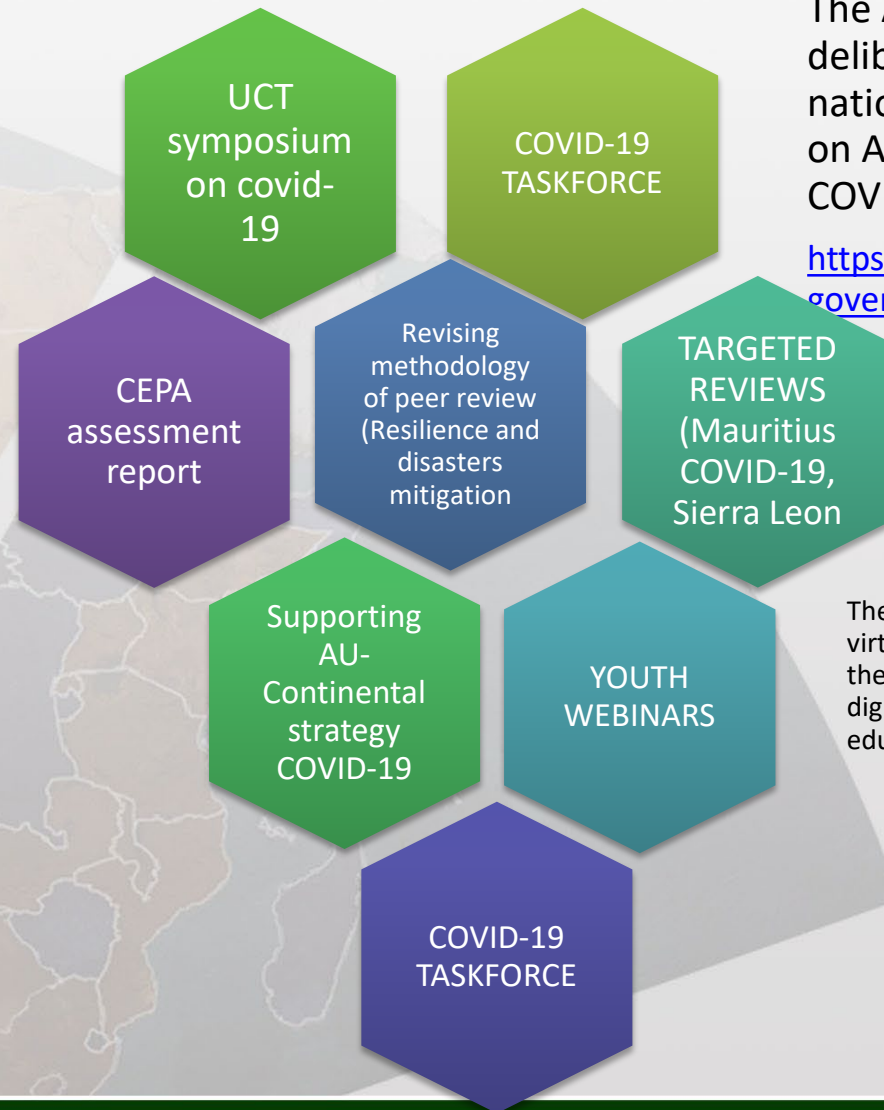 UCT
symposium
on covid-
19
COVID-19
TASKFORCE
The
delib
natio
on A
COV
https
gover
CEPA
assessment
report
Revising
methodology
of peer review
(Resilience and
disasters
mitigation
TARGETED
REVIEWS
(Mauritius
COVID-19,
Sierra Leon
Supporting
AU-
Continental
strategy
COVID-19
YOUTH
WEBINARS
The
virt
the
dig
edu
COVID-19
TASKFORCE